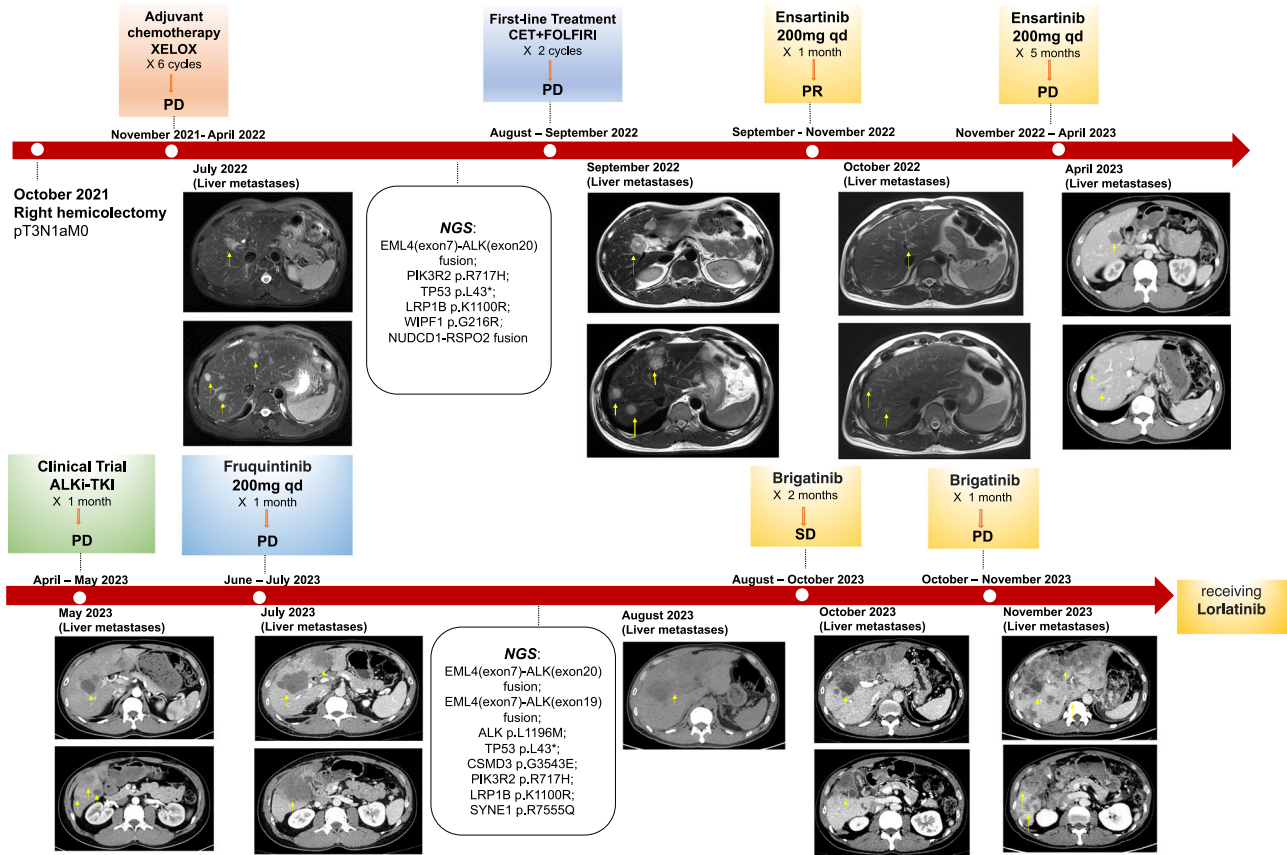 Adjuvant
chemotherapy
XELOX
X 6 cycles
PD
First-line Treatment
CET+FOLFIRI
X 2 cycles
PD
Ensartinib
200mg qd
X 1 month
PR
Ensartinib
200mg qd
X 5 months
PD
November 2021- April 2022
August – September 2022
September - November 2022
November 2022 – April 2023
October 2021
Right hemicolectomy
pT3N1aM0
July 2022
(Liver metastases)
NGS:
EML4(exon7)-ALK(exon20)
fusion;
PIK3R2 p.R717H;
TP53 p.L43*;
LRP1B p.K1100R;
WIPF1 p.G216R;
NUDCD1-RSPO2 fusion
September 2022
(Liver metastases)
October 2022
(Liver metastases)
April 2023
(Liver metastases)
Clinical Trial
ALKi-TKI
X 1 month
PD
Fruquintinib
200mg qd
X 1 month
PD
Brigatinib
X 2 months
SD
Brigatinib
X 1 month
PD
April – May 2023
June – July 2023
August – October 2023
October – November 2023
receiving
Lorlatinib
May 2023
(Liver metastases)
July 2023
(Liver metastases)
NGS:
EML4(exon7)-ALK(exon20)
fusion;
EML4(exon7)-ALK(exon19)
fusion;
ALK p.L1196M;
TP53 p.L43*;
CSMD3 p.G3543E;
PIK3R2 p.R717H;
LRP1B p.K1100R;
SYNE1 p.R7555Q
August 2023
(Liver metastases)
October 2023
(Liver metastases)
November 2023
(Liver metastases)